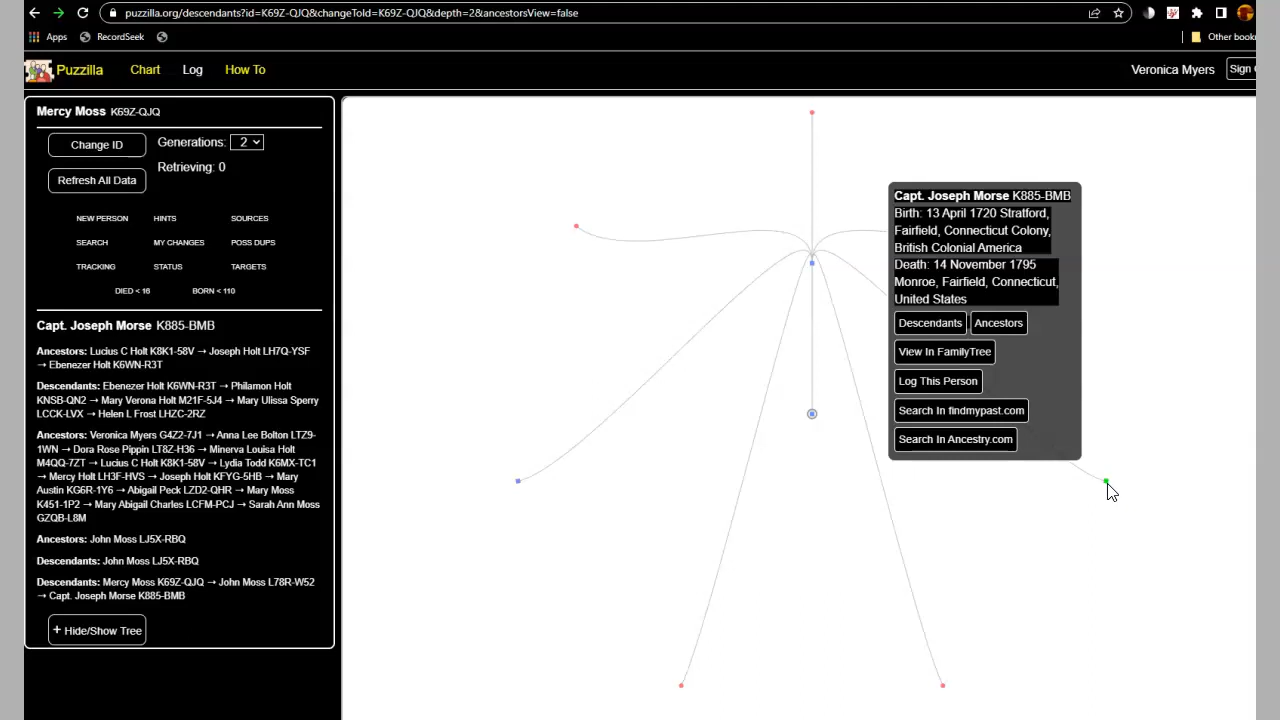 puzzilla.org/descendants?id=K69Z-QJQ&changeToId=K69Z-QJQ&depth=2&ancestorsView=false
Apps RecordSeek Other book
Puzzilla Chart Log How To Veronica Myers Sign
Mercy Moss K69Z-QJQ
Change ID Generations: 2
Retrieving: 0
Refresh All Data
NEW PERSON HINTS SOURCES
SEARCH MY CHANGES POSS DUPS
TRACKING STATUS TARGETS
DIED < 16 BORN < 110
Capt. Joseph Morse K885-BMB
Ancestors: Lucius C Holt K8K1-58V → Joseph Holt LH7Q-YSF
→ Ebenezer Holt K6WN-R3T
Descendants: Ebenezer Holt K6WN-R3T → Philamon Holt
KNSB-QN2 → Mary Verona Holt M21F-5J4 → Mary Ulissa Sperry
LCCK-LVX → Helen L Frost LHZC-2RZ
Ancestors: Veronica Myers G4Z2-7J1 → Anna Lee Bolton LTZ9-
1WN → Dora Rose Pippin LT8Z-H36 → Minerva Louisa Holt
M4QQ-7ZT → Lucius C Holt K8K1-58V → Lydia Todd K6MX-TC1
→ Mercy Holt LH3F-HVS → Joseph Holt KFYG-5HB → Mary
Austin KG6R-1Y6 → Abigail Peck LZD2-QHR → Mary Moss
K451-1P2 → Mary Abigail Charles LCFM-PCJ → Sarah Ann Moss
GZQB-L8M
Ancestors: John Moss LJ5X-RBQ
Descendants: John Moss LJ5X-RBQ
Descendants: Mercy Moss K69Z-QJQ → John Moss L78R-W52
→ Capt. Joseph Morse K885-BMB
+ Hide/Show Tree
Capt. Joseph Morse K885-BMB
Birth: 13 April 1720 Stratford,
Fairfield, Connecticut Colony,
British Colonial America
Death: 14 November 1795
Monroe, Fairfield, Connecticut,
United States
Descendants Ancestors
View In FamilyTree
Log This Person
Search In findmypast.com
Search In Ancestry.com